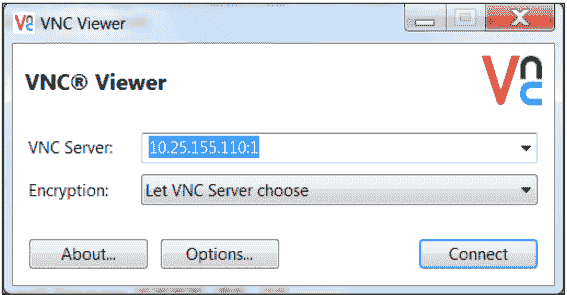 VNC Viewer
VNC® Viewer
VNC Server: 10.25.155.110:1
Encryption: Let VNC Server choose
About... Options... Connect